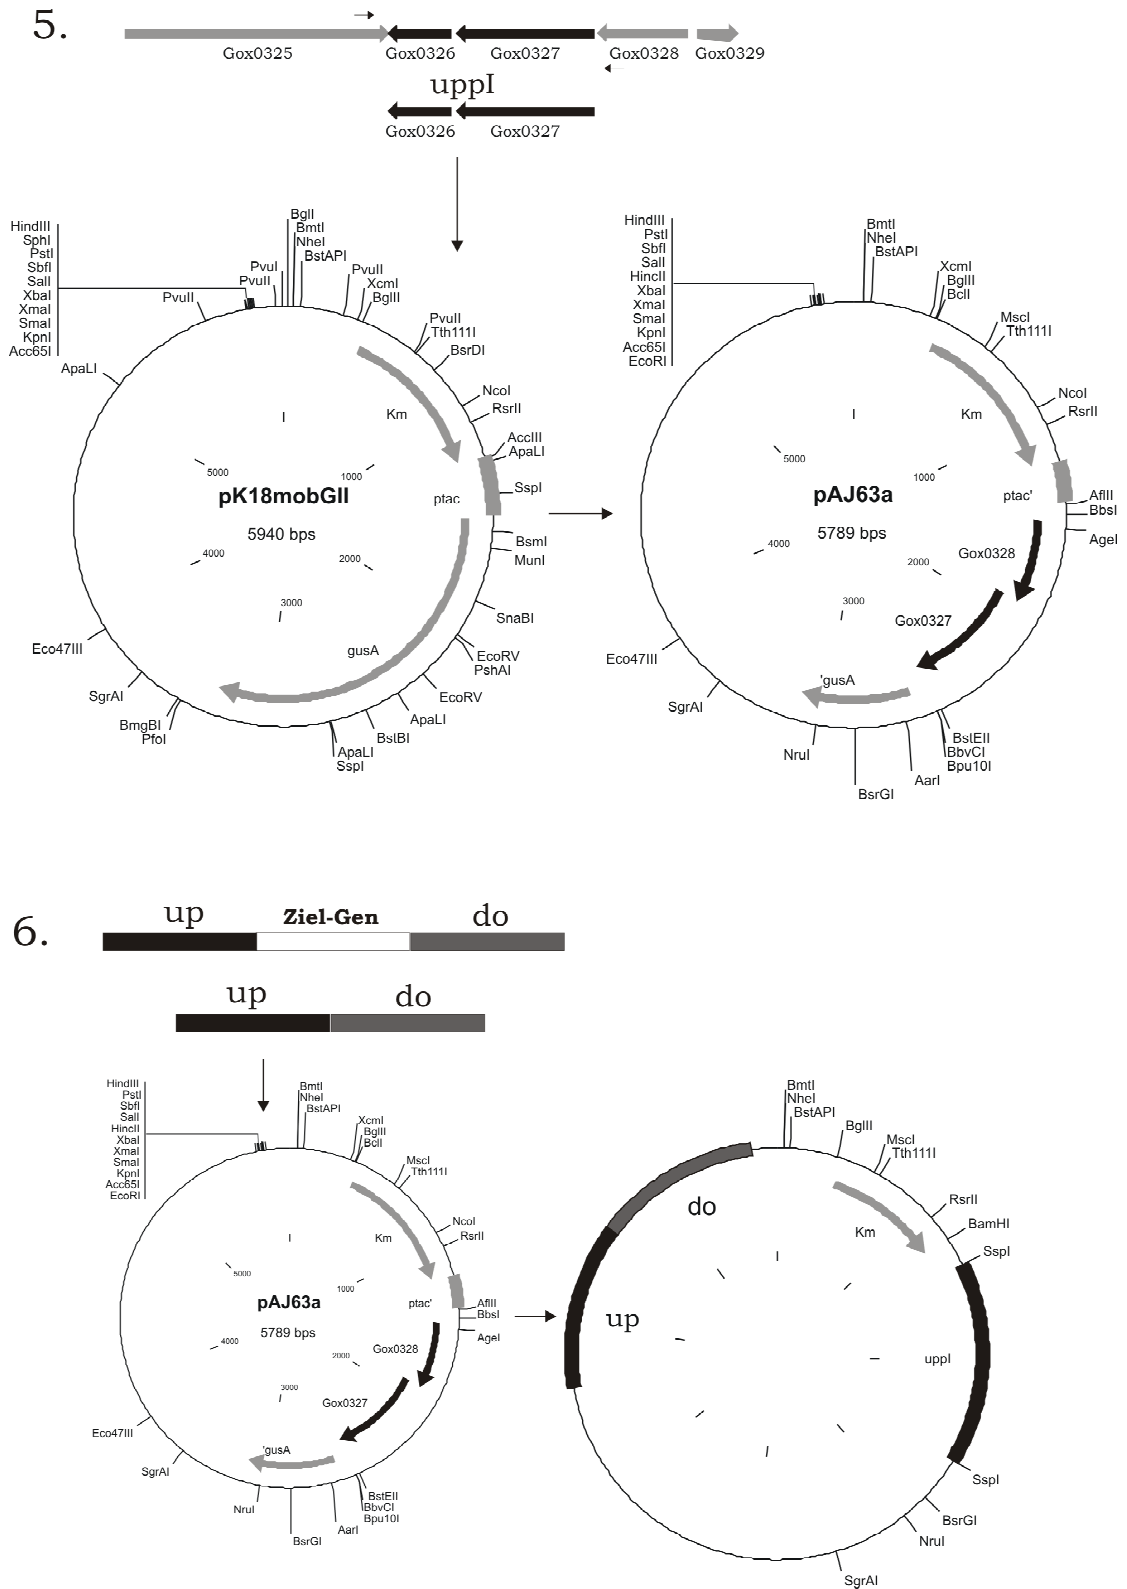 5.
Gox0325
Gox0326
Gox0327
Gox0328
Gox0329
uppI
Gox0326
Gox0327
HindIII
SphI
PstI
SbfI
SalI
XbaI
XmaI
SmaI
KpnI
Acc65I
ApaLI
PvuII
PvuII
PvuI
BglI
BmtI
NheI
BstAPI
PvuII
XcmI
BglII
PvuII
Tth111I
BsrDI
NcoI
RsrII
AccIII
ApaLI
SspI
BsmI
MunI
SnaBI
EcoRV
PshAI
EcoRV
ApaLI
BstBI
ApaLI
SspI
PfoI
BmgBI
SgrAI
Eco47III
I
Km
1000
5000
pK18mobGII
ptac
5940 bps
4000
2000
3000
gusA
HindIII
PstI
SbfI
SalI
HincII
XbaI
XmaI
SmaI
KpnI
Acc65I
EcoRI
BmtI
NheI
BstAPI
XcmI
BglII
BclI
MscI
Tth111I
NcoI
RsrII
AflII
BbsI
AgeI
BstEII
BbvCI
Bpu10I
AarI
BsrGI
NruI
SgrAI
Eco47III
I
Km
5000
1000
pAJ63a
ptac'
5789 bps
4000
2000
Gox0328
3000
Gox0327
'gusA
6.
up
Ziel-Gen
do
up
do
HindIII
PstI
SbfI
SalI
HincII
XbaI
XmaI
SmaI
KpnI
Acc65I
EcoRI
BmtI
NheI
BstAPI
XcmI
BglII
BclI
MscI
Tth111I
NcoI
RsrII
AflII
BbsI
AgeI
BstEII
BbvCI
Bpu10I
AarI
BsrGI
NruI
SgrAI
Eco47III
I
Km
5000
1000
pAJ63a
ptac'
5789 bps
4000
2000
Gox0328
3000
Gox0327
'gusA
BmtI
NheI
BstAPI
BglII
MscI
Tth111I
RsrII
BamHI
SspI
do
Km
I
up
uppI
SspI
BsrGI
NruI
SgrAI